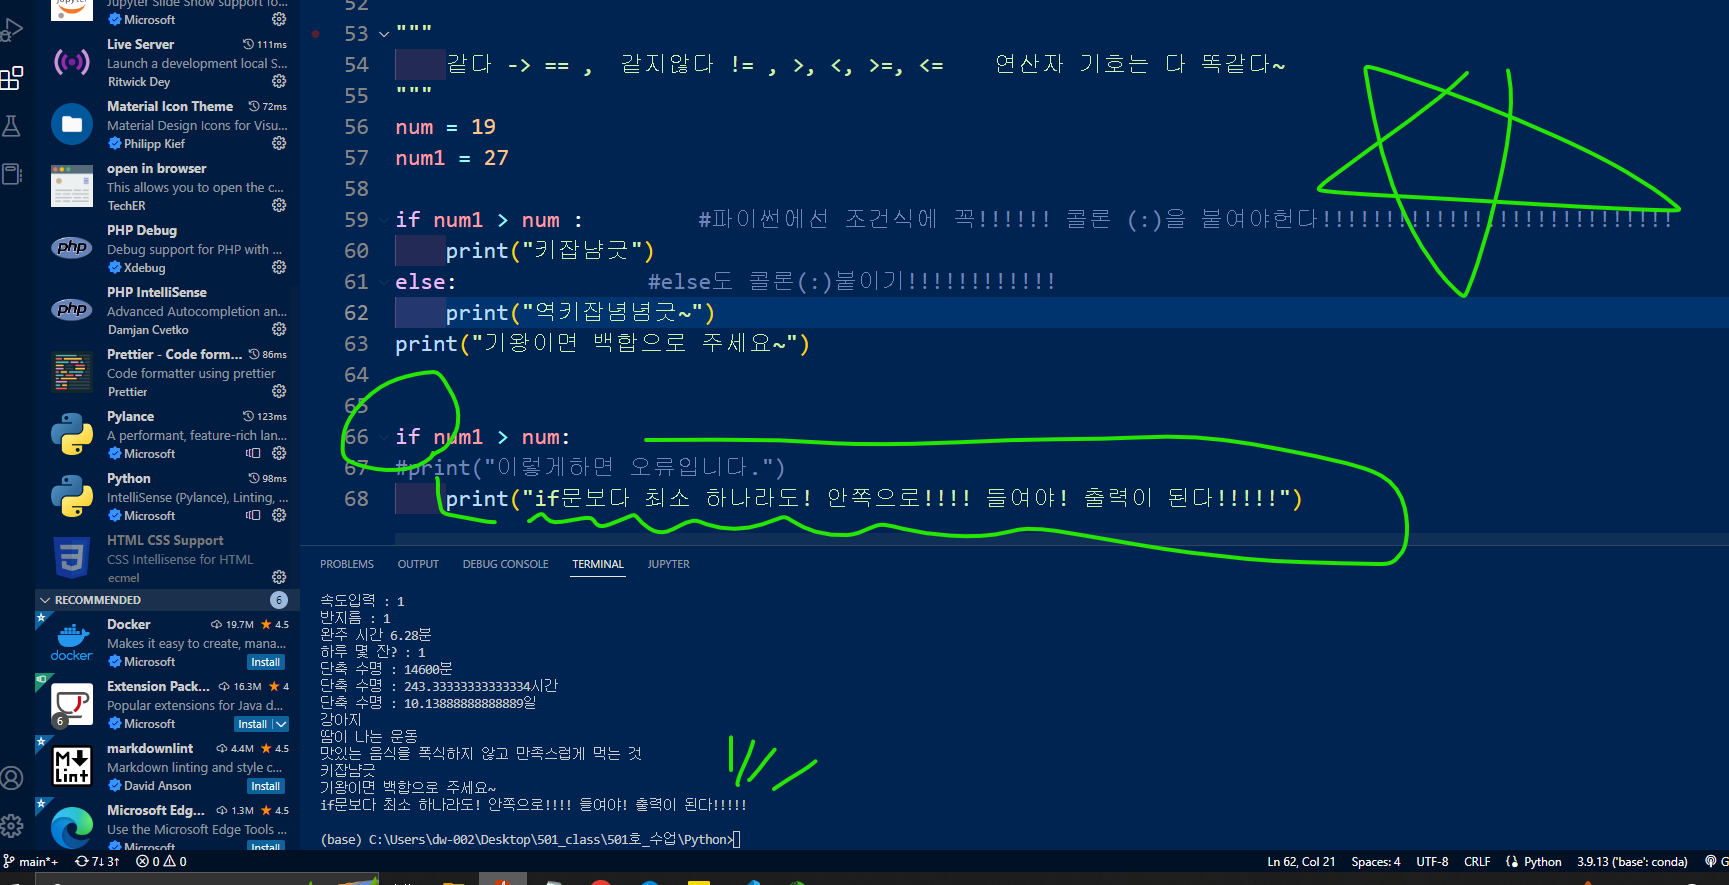 Jupyter Slide Show support fo...
Microsoft
Live Server 111ms
Launch a development local S...
Ritwick Dey
Material Icon Theme 72ms
Material Design Icons for Visu...
Philipp Kief
open in browser
This allows you to open the c...
TechER
PHP Debug
Debug support for PHP with ...
Xdebug
PHP IntelliSense
Advanced Autocompletion an...
Damjan Cvetko
Prettier - Code form... 86ms
Code formatter using prettier
Prettier
Pylance 123ms
A performant, feature-rich lan...
Microsoft
Python 98ms
IntelliSense (Pylance), Linting, ...
Microsoft
HTML CSS Support
CSS Intellisense for HTML
ecmel
RECOMMENDED 6
Docker 19.7M 4.5
Makes it easy to create, mana...
Microsoft Install
Extension Pack... 16.3M 4
Popular extensions for Java d...
Microsoft Install
markdownlint 4.4M 4.5
Markdown linting and style c...
David Anson Install
Microsoft Edg... 1.3M 4.5
Use the Microsoft Edge Tools ...
Microsoft Install
52
53 """
54 같다 -> == , 같지않다 != , >, <, >=, <= 연산자 기호는 다 똑같다~
55 """
56 num = 19
57 num1 = 27
58
59 if num1 > num : #파이썬에선 조건식에 꼭!!!!!! 콜론 (:)을 붙여야헌다!!!!!!!!!!!!!!!!!!!!!!!!!!!!
60 print("키잡냠긋")
61 else: #else도 콜론(:)붙이기!!!!!!!!!!!!
62 print("역키잡념념긋~")
63 print("기왕이면 백합으로 주세요~")
64
65
66 if num1 > num:
67 #print("이렇게하면 오류입니다.")
68 print("if문보다 최소 하나라도! 안쪽으로!!!! 들여야! 출력이 된다!!!!!")
PROBLEMS OUTPUT DEBUG CONSOLE TERMINAL JUPYTER
속도입력 : 1
반지름 : 1
완주 시간 6.28분
하루 몇 잔? : 1
단축 수명 : 14600분
단축 수명 : 243.33333333333334시간
단축 수명 : 10.13888888888889일
강아지
땀이 나는 운동
맛있는 음식을 폭식하지 않고 만족스럽게 먹는 것
키잡냠긋
기왕이면 백합으로 주세요~
if문보다 최소 하나라도! 안쪽으로!!!! 들여야! 출력이 된다!!!!!
(base) C:\Users\dw-002\Desktop\501_class\501호_수업\Python>
main*+ 7↓ 3↑ 0 0 Ln 62, Col 21 Spaces: 4 UTF-8 CRLF Python 3.9.13 ('base': conda) G